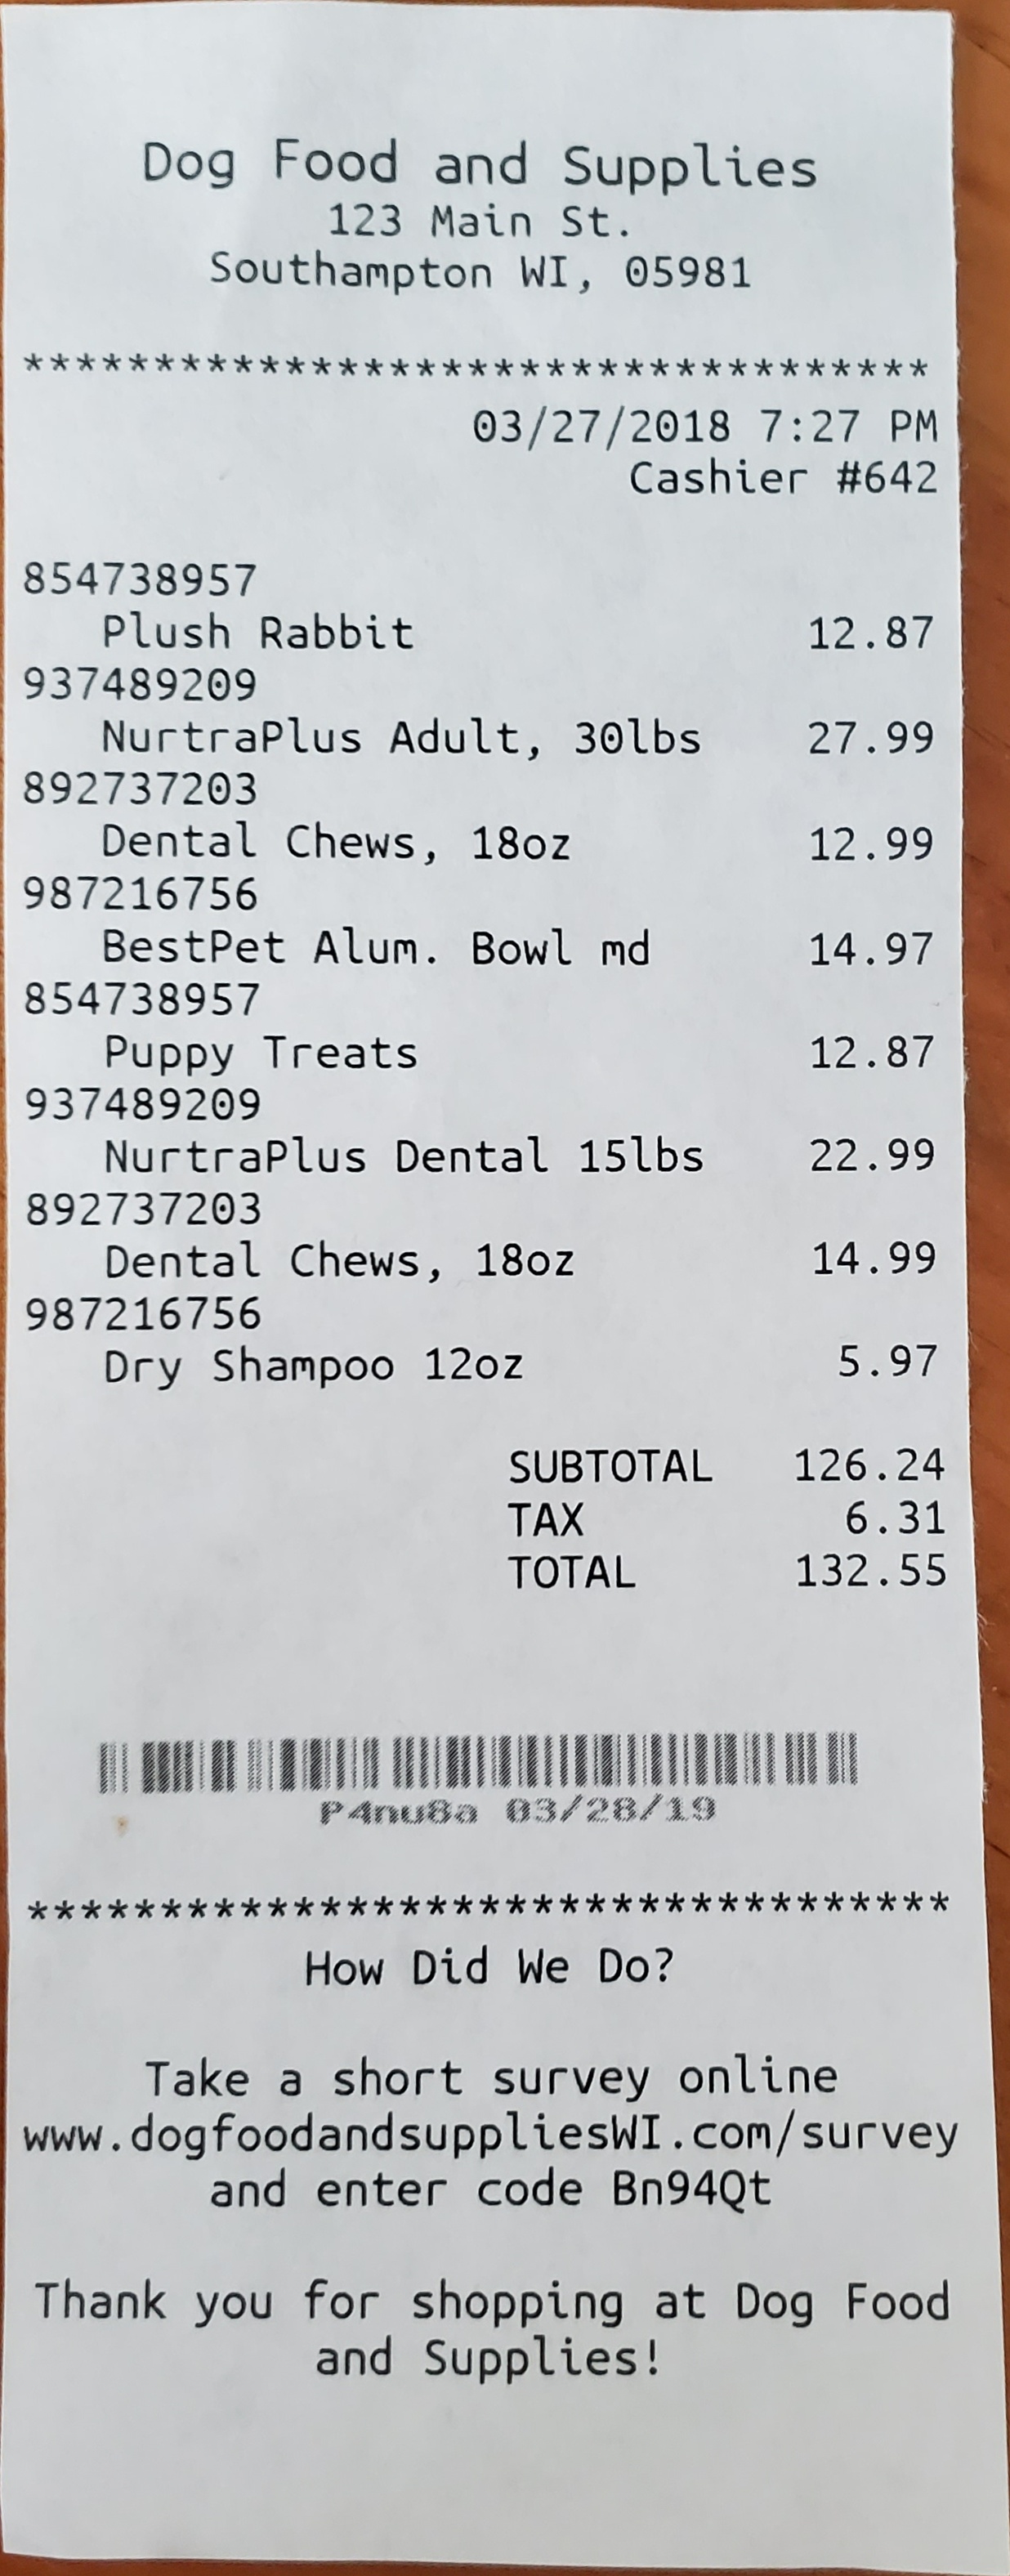 Dog Food and Supplies
123 Main St.
Southampton WI, 05981
***********************************
03/27/2018 7:27 PM
Cashier #642
854738957
Plush Rabbit 12.87
937489209
NurtraPlus Adult, 30lbs 27.99
892737203
Dental Chews, 18oz 12.99
987216756
BestPet Alum. Bowl md 14.97
854738957
Puppy Treats 12.87
937489209
NurtraPlus Dental 15lbs 22.99
892737203
Dental Chews, 18oz 14.99
987216756
Dry Shampoo 12oz 5.97
SUBTOTAL 126.24
TAX 6.31
TOTAL 132.55
P4nu8a 03/28/19
***********************************
How Did We Do?
Take a short survey online
www.dogfoodandsuppliesWI.com/survey
and enter code Bn94Qt
Thank you for shopping at Dog Food
and Supplies!